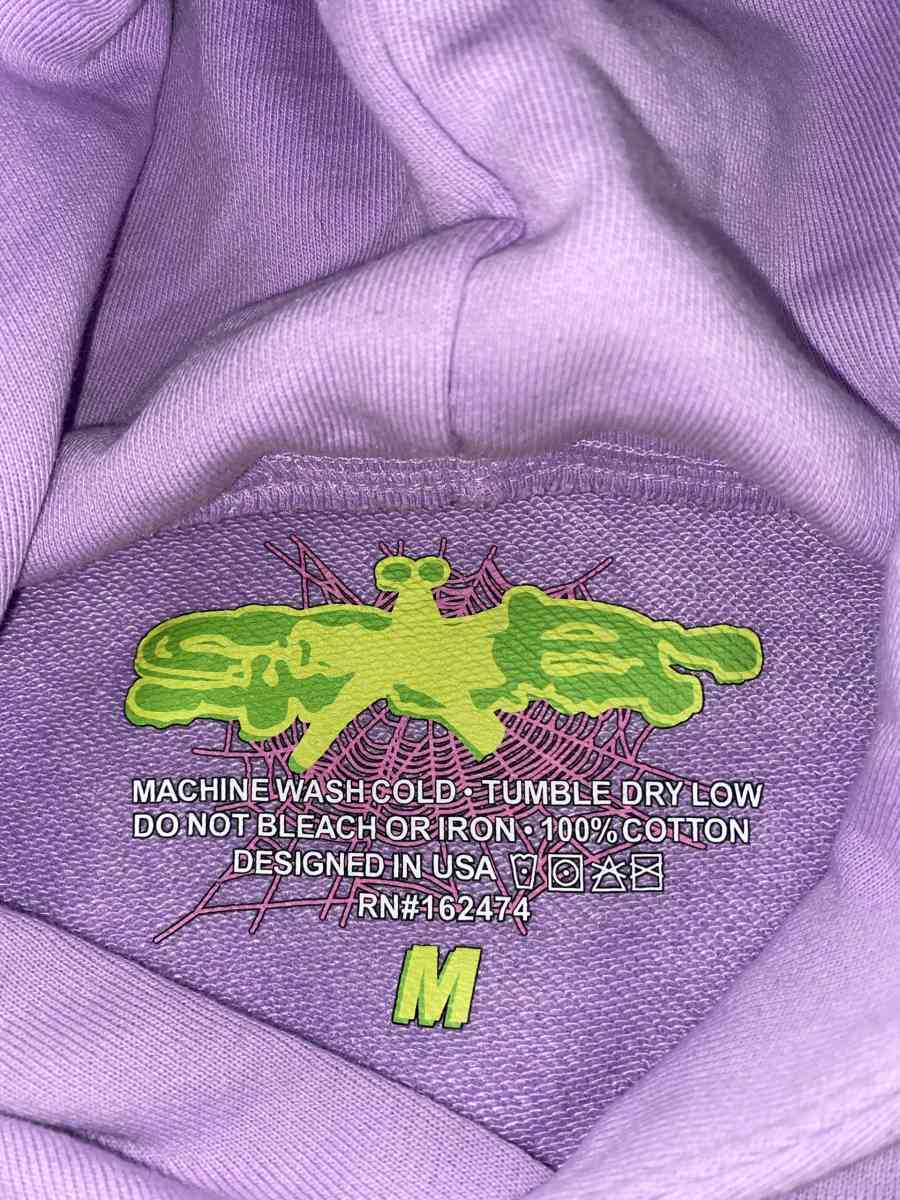 MACHINE WASH COLD • TUMBLE DRY LOW
DO NOT BLEACH OR IRON • 100% COTTON
DESIGNED IN USA
RN#162474
M